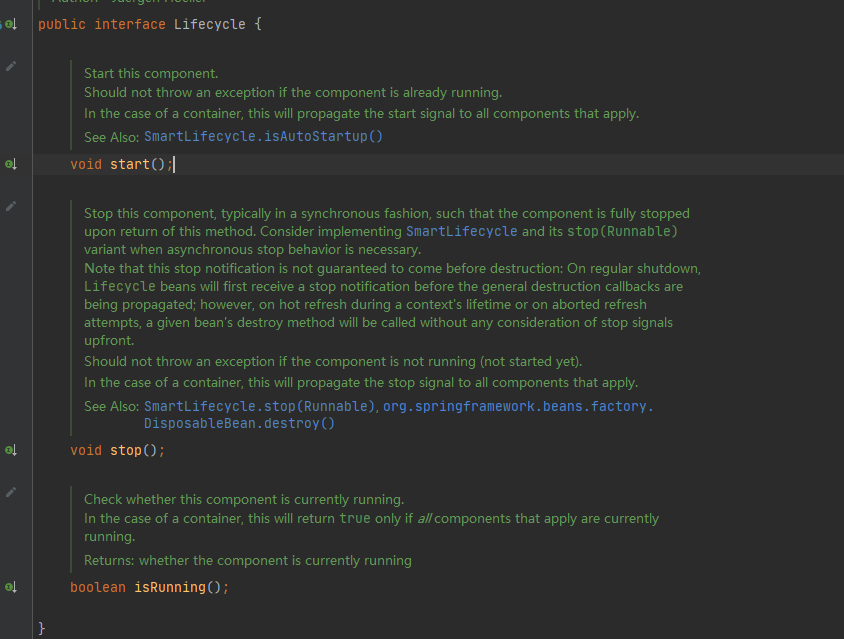 public interface Lifecycle {
Start this component.
Should not throw an exception if the component is already running.
In the case of a container, this will propagate the start signal to all components that apply.
See Also: SmartLifecycle.isAutoStartup()
void start();
Stop this component, typically in a synchronous fashion, such that the component is fully stopped
upon return of this method. Consider implementing SmartLifecycle and its stop(Runnable)
variant when asynchronous stop behavior is necessary.
Note that this stop notification is not guaranteed to come before destruction: On regular shutdown,
Lifecycle beans will first receive a stop notification before the general destruction callbacks are
being propagated; however, on hot refresh during a context's lifetime or on aborted refresh
attempts, a given bean's destroy method will be called without any consideration of stop signals
upfront.
Should not throw an exception if the component is not running (not started yet).
In the case of a container, this will propagate the stop signal to all components that apply.
See Also: SmartLifecycle.stop(Runnable), org.springframework.beans.factory.
DisposableBean.destroy()
void stop();
Check whether this component is currently running.
In the case of a container, this will return true only if all components that apply are currently
running.
Returns: whether the component is currently running
boolean isRunning();
}